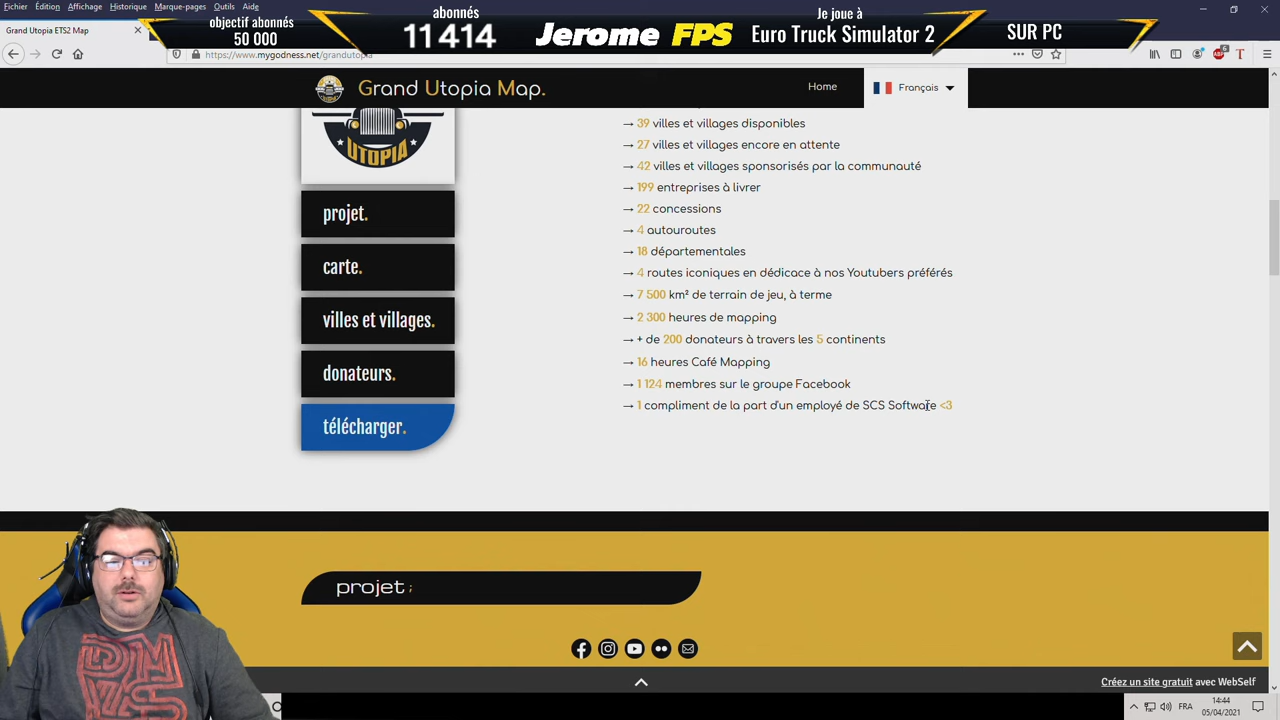 Fichier Édition Affichage Historique Marque-pages Outils Aide
Grand Utopia ETS2 Map
objectif abonnés
50 000
abonnés
11 414
Jerome FPS
Je joue à
Euro Truck Simulator 2
SUR PC
https://www.mygodness.net/grandutopia
Grand Utopia Map.
Home
Français
UTOPIA
→ 39 villes et villages disponibles
→ 27 villes et villages encore en attente
→ 42 villes et villages sponsorisés par la communauté
→ 199 entreprises à livrer
→ 22 concessions
→ 4 autouroutes
→ 18 départementales
→ 4 routes iconiques en dédicace à nos Youtubers préférés
→ 7 500 km² de terrain de jeu, à terme
→ 2 300 heures de mapping
→ + de 200 donateurs à travers les 5 continents
→ 16 heures Café Mapping
→ 1 124 membres sur le groupe Facebook
→ 1 compliment de la part d'un employé de SCS Software <3
projet.
carte.
villes et villages.
donateurs.
télécharger.
projet ;
Créez un site gratuit avec WebSelf
FR
14:44
05/04/2021